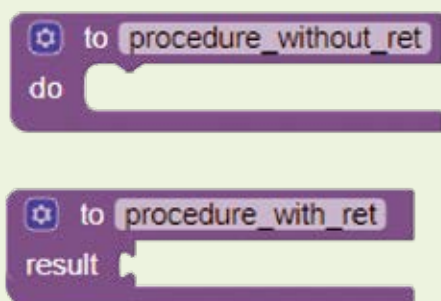 to procedure_without_ret
do
to procedure_with_ret
result